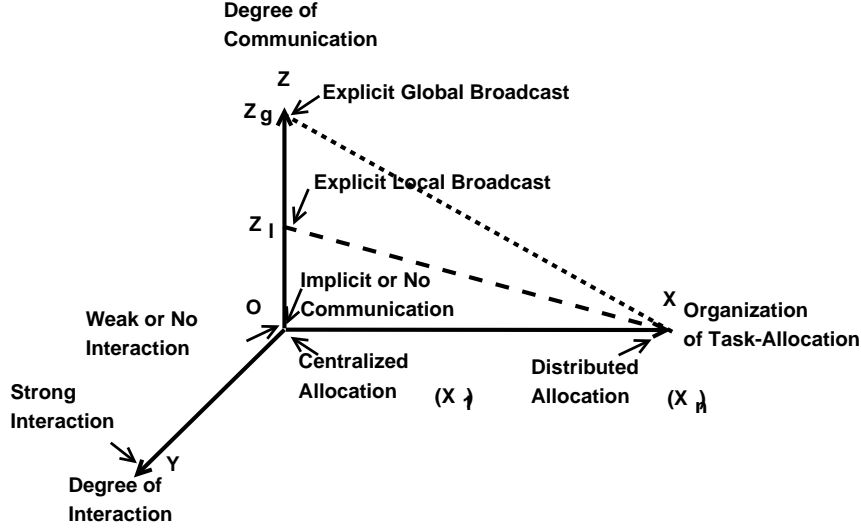 Degree of
Communication
Z
Z g
Explicit Global Broadcast
Explicit Local Broadcast
Z l
Implicit or No
Communication
O
X
Organization
of Task-Allocation
Weak or No
Interaction
Centralized
Allocation
(X 1)
Distributed
Allocation
(X n)
Strong
Interaction
Y
Degree of
Interaction